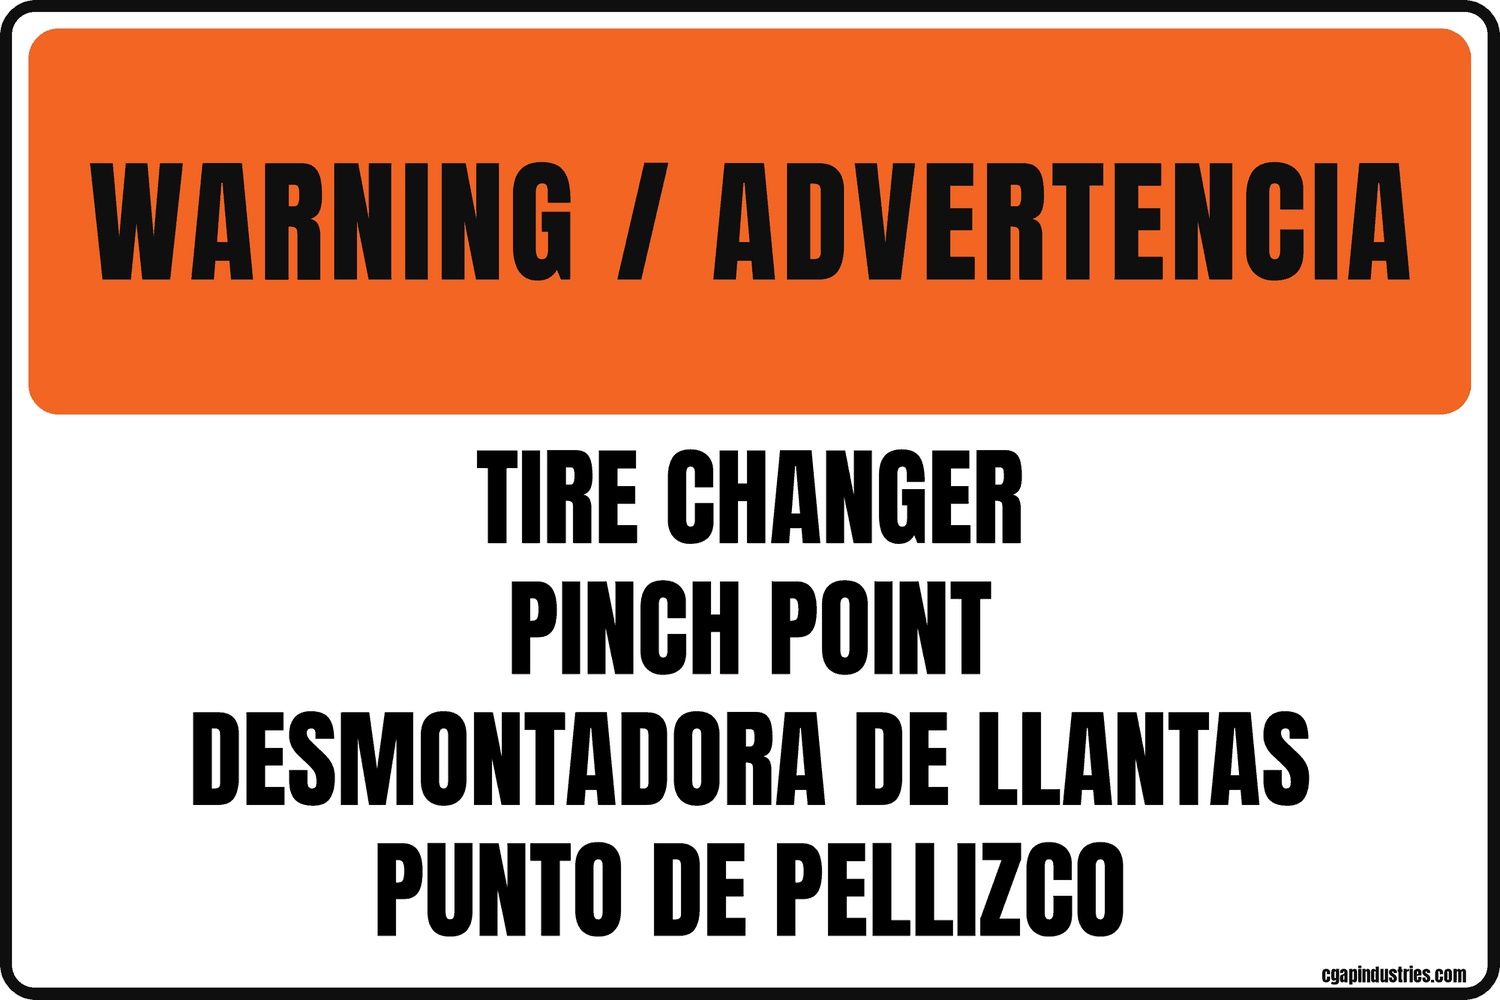 WARNING / ADVERTENCIA
TIRE CHANGER
PINCH POINT
DESMONTADORA DE LLANTAS
PUNTO DE PELLIZCO
cgapindustries.com